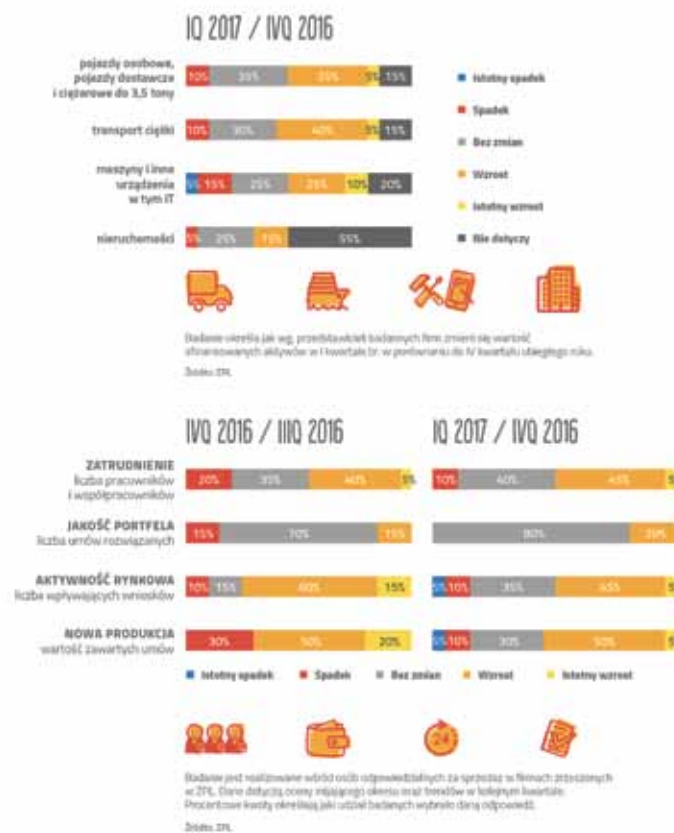 IQ 2017 / IVQ 2016
pojazdy osobowe,
pojazdy dostawcze
i ciężarowe do 3,5 tony
10% 35% 35% 5% 15%
transport ciężki
10% 30% 40% 5% 15%
maszyny i inne
urządzenia
w tym IT
5% 15% 25% 25% 10% 20%
nieruchomości
5% 25% 15% 55%
Istotny spadek
Spadek
Bez zmian
Wzrost
Istotny wzrost
Nie dotyczy
Badanie określa jak wg. przedstawicieli badanych firm zmieni się wartość
sfinansowanych aktywów w I kwartale br. w porównaniu do IV kwartału ubiegłego roku.
Źródło: ZPL
IVQ 2016 / IIIQ 2016
IQ 2017 / IVQ 2016
ZATRUDNIENIE
liczba pracowników
i współpracowników
20% 35% 40% 5%
10% 40% 45% 5
JAKOŚĆ PORTFELA
liczba umów rozwiązanych
15% 70% 15%
80% 20%
AKTYWNOŚĆ RYNKOWA
liczba wpływających wniosków
10% 15% 60% 15%
5% 10% 35% 45% 5
NOWA PRODUKCJA
wartość zawartych umów
30% 50% 20%
5% 10% 30% 50% 5
Istotny spadek Spadek Bez zmian Wzrost Istotny wzrost
24
Badanie jest realizowane wśród osób odpowiedzialnych za sprzedaż w firmach zrzeszonych
w ZPL. Dane dotyczą oceny mijającego okresu oraz trendów w kolejnym kwartale.
Procentowe kwoty określają jaki udział badanych wybrało daną odpowiedź.
Źródło: ZPL